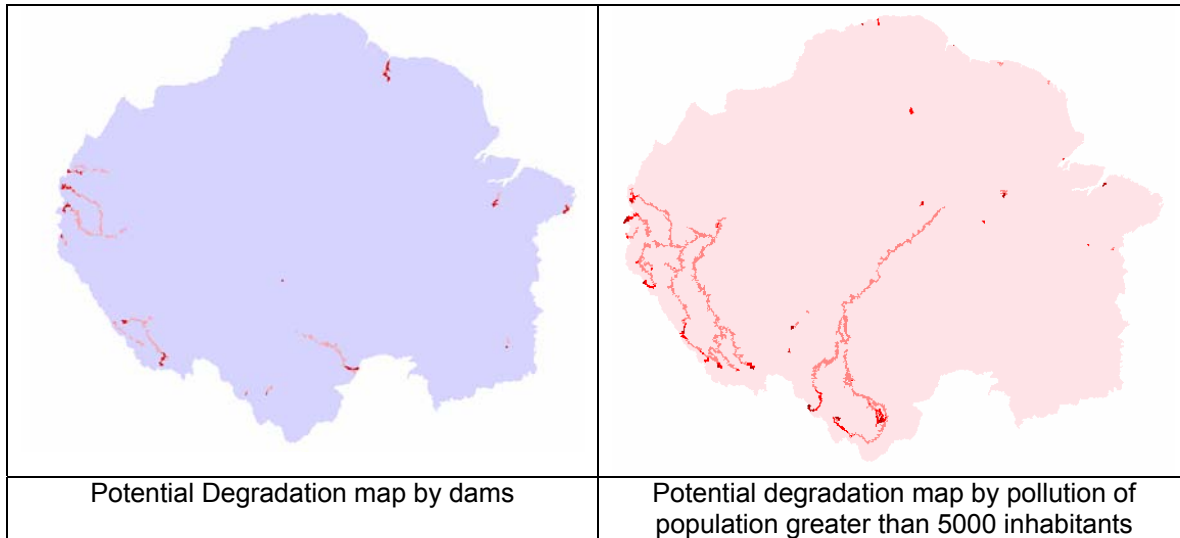 Potential Degradation map by dams
Potential degradation map by pollution of
population greater than 5000 inhabitants